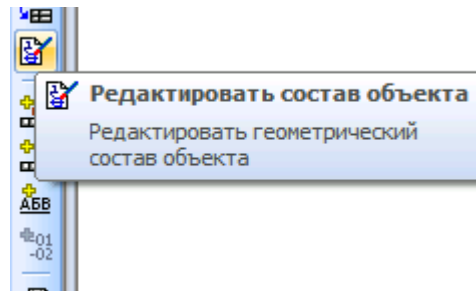 Редактировать состав объекта
Редактировать геометрический
состав объекта
АБВ
01
-02